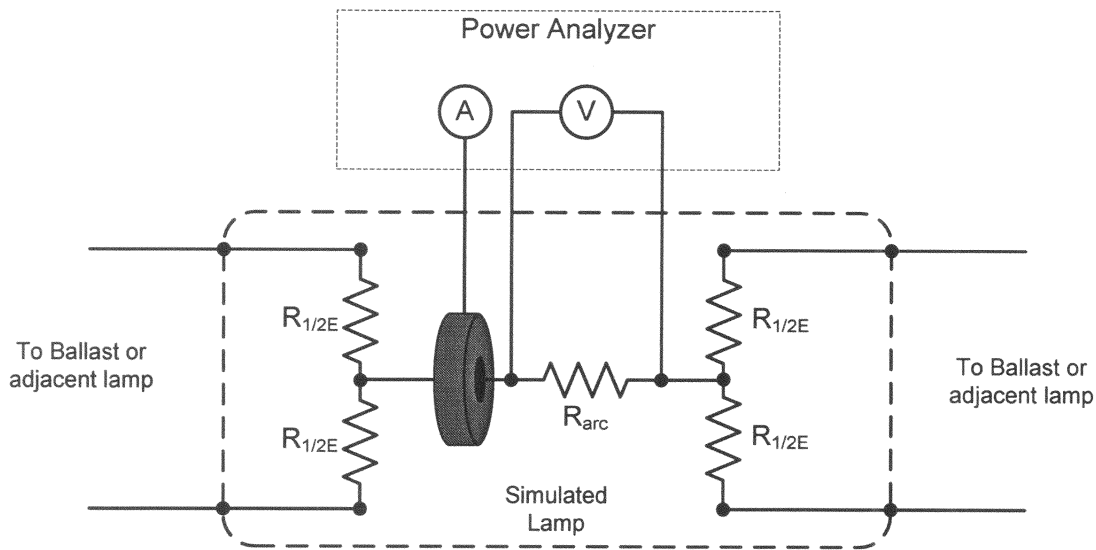 Power Analyzer
A
V
R1/2E
R1/2E
To Ballast or
adjacent lamp
To Ballast or
adjacent lamp
Rarc
R1/2E
R1/2E
Simulated
Lamp